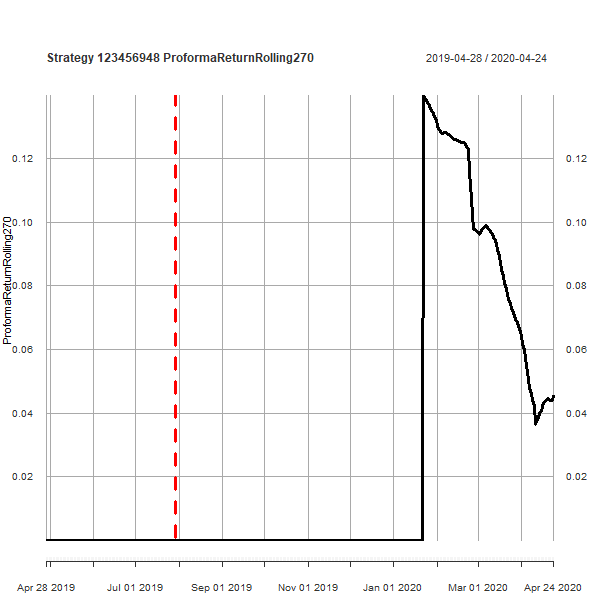 Strategy 123456948 ProformaReturnRolling270
2019-04-28 / 2020-04-24
ProformaReturnRolling270
0.12 0.12
0.10 0.10
0.08 0.08
0.06 0.06
0.04 0.04
0.02 0.02
Apr 28 2019 Jul 01 2019 Sep 01 2019 Nov 01 2019 Jan 01 2020 Mar 01 2020 Apr 24 2020